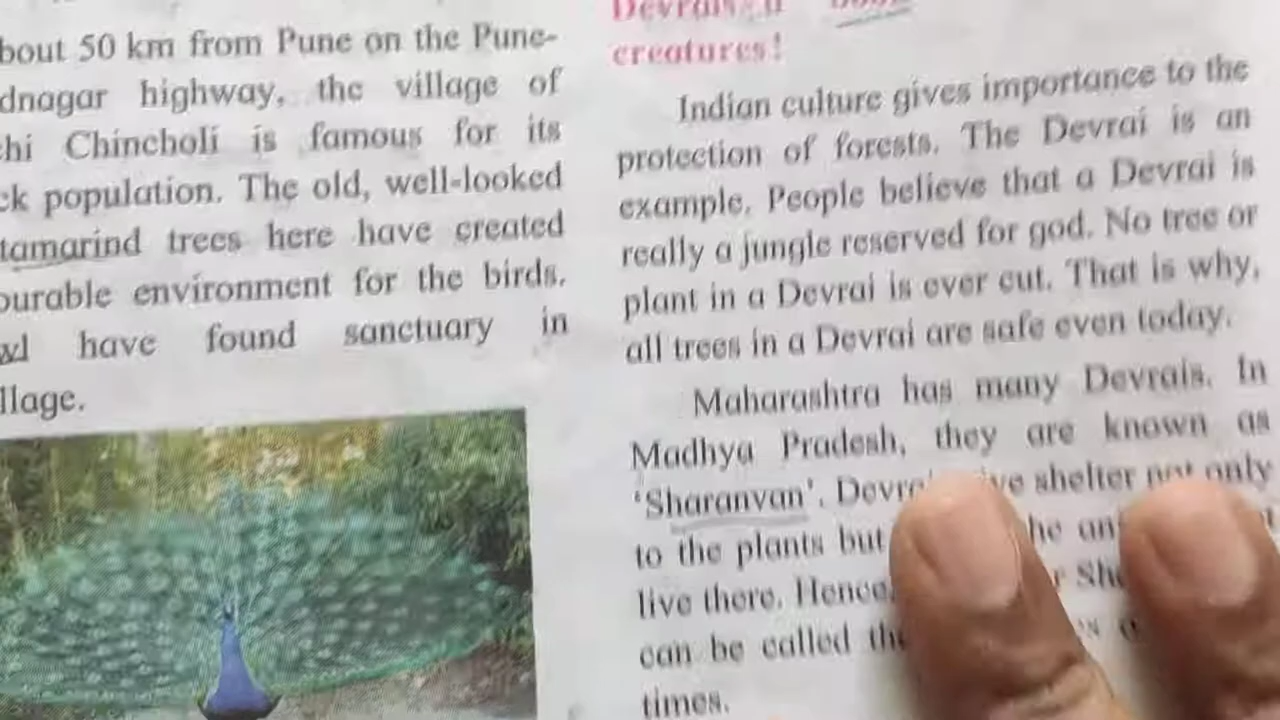 bout 50 km from Pune on the Pune-
dnagar highway, the village of
hi Chincholi is famous for its
ck population. The old, well-looked
tamarind trees here have created
ourable environment for the birds.
wl have found sanctuary in
llage.
Devrais
creatures!
Indian culture gives importance to the
protection of forests. The Devrai is an
example. People believe that a Devrai is
really a jungle reserved for god. No tree or
plant in a Devrai is ever cut. That is why,
all trees in a Devrai are safe even today.
Maharashtra has many Devrais. In
Madhya Pradesh, they are known as
'Sharanvan'. shelter not only
to the plants but
live there. Hence,
can be called
times.